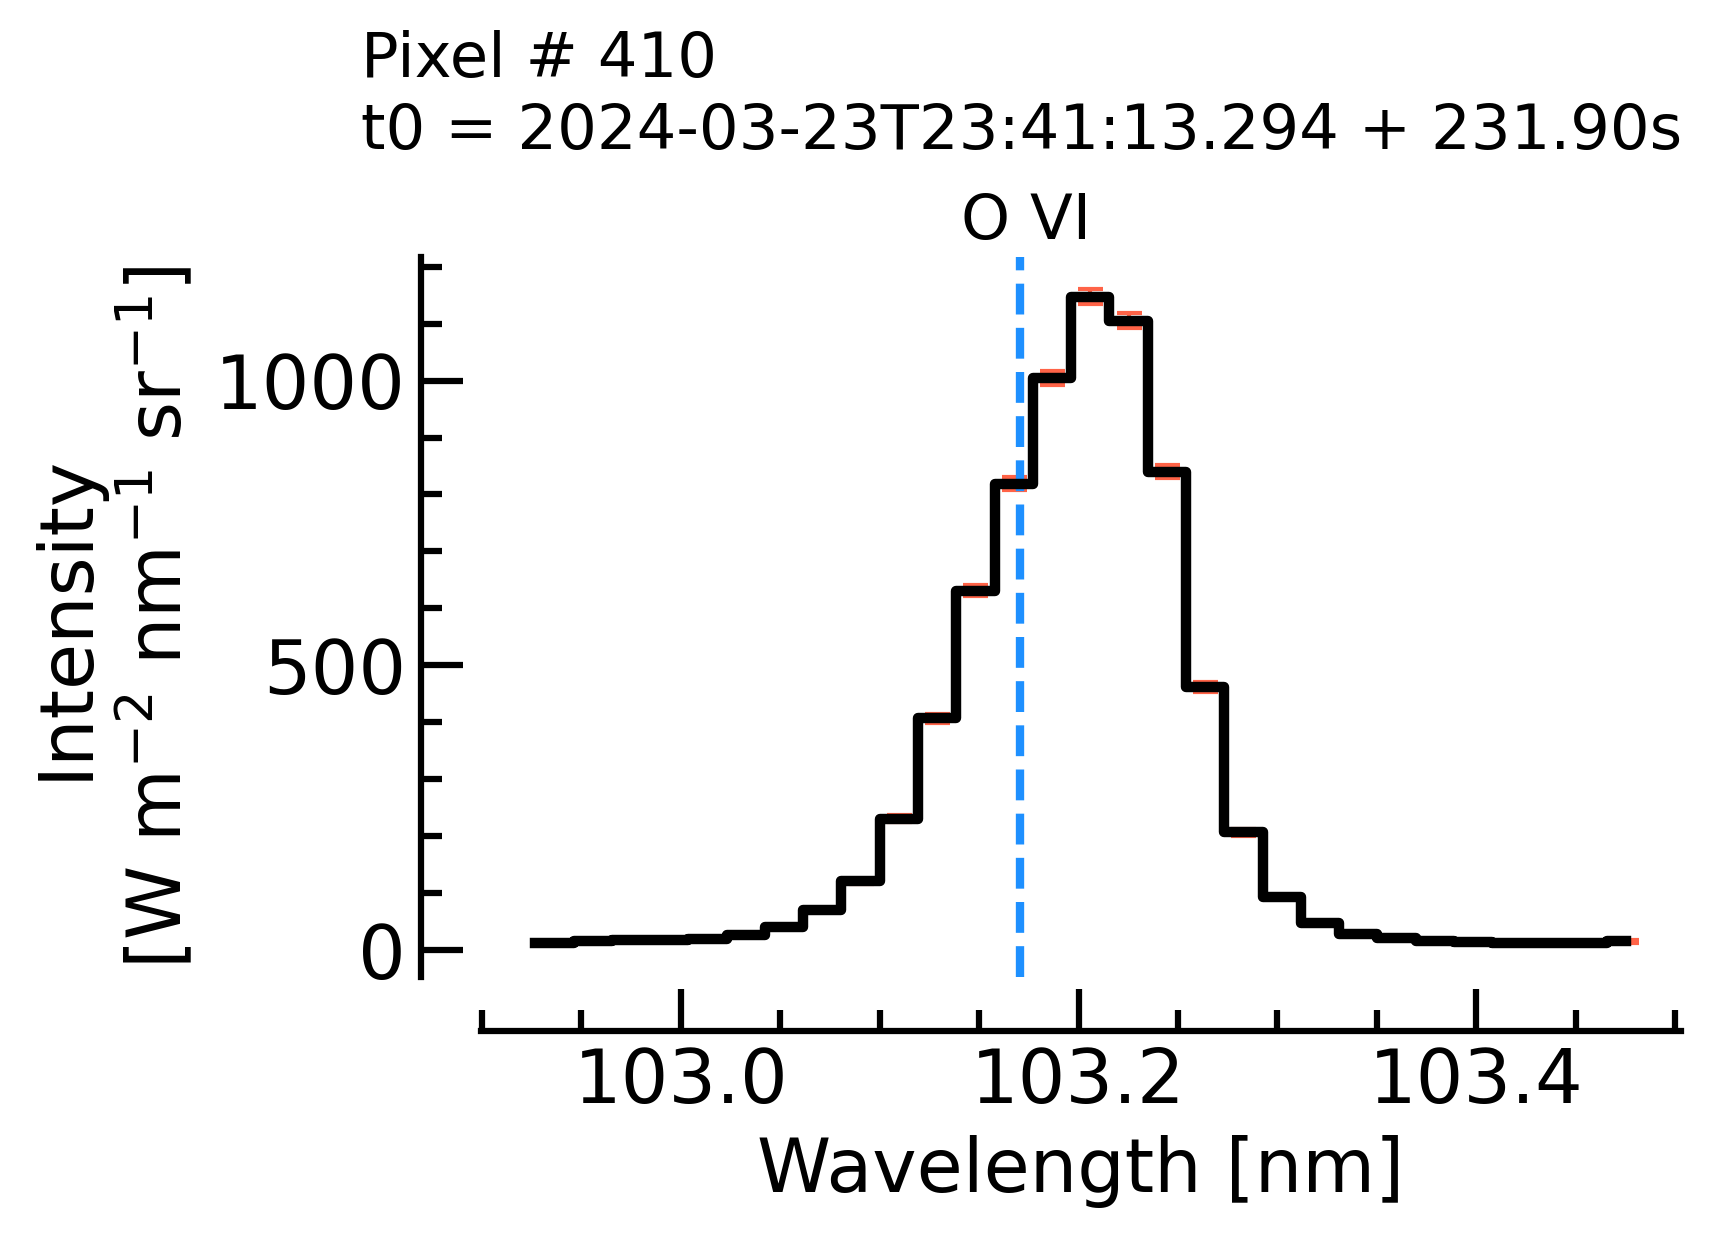 Pixel # 410
t0 = 2024-03-23T23:41:13.294 + 231.90s
O VI
Intensity
[W m⁻² nm⁻¹ sr⁻¹]
1000
500
0
103.0 103.2 103.4
Wavelength [nm]